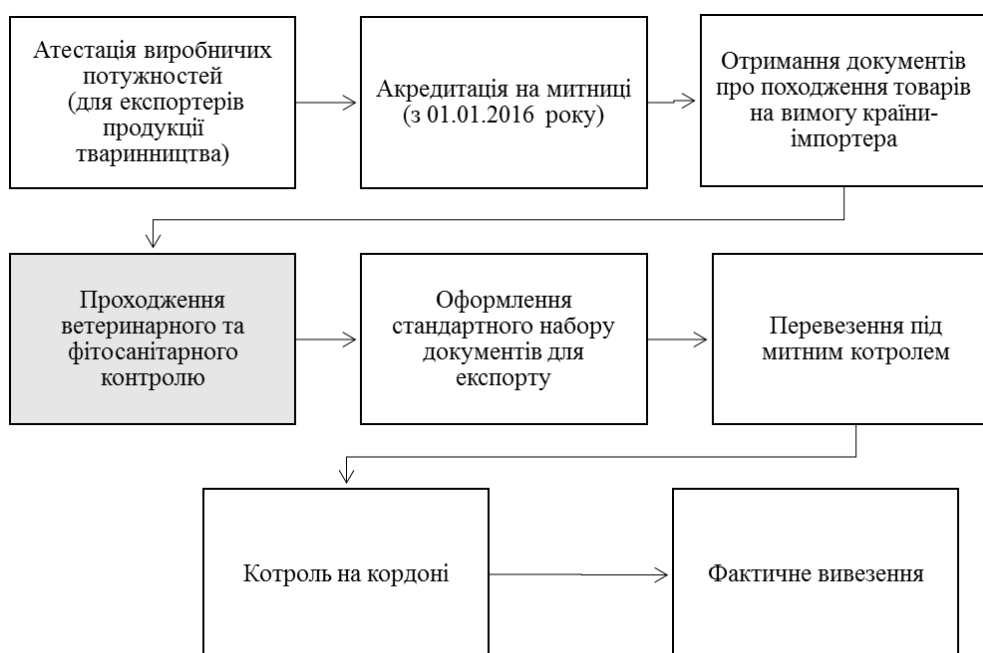 Атестація виробничих
потужностей
(для експортерів
продукції
тваринництва)
Акредитація на митниці
(з 01.01.2016 року)
Отримання документів
про походження товарів
на вимогу країни-
імпортера
Проходження
ветеринарного та
фітосанітарного
контролю
Оформлення
стандартного набору
документів для
експорту
Перевезення під
митним котролем
Котроль на кордоні
Фактичне вивезення